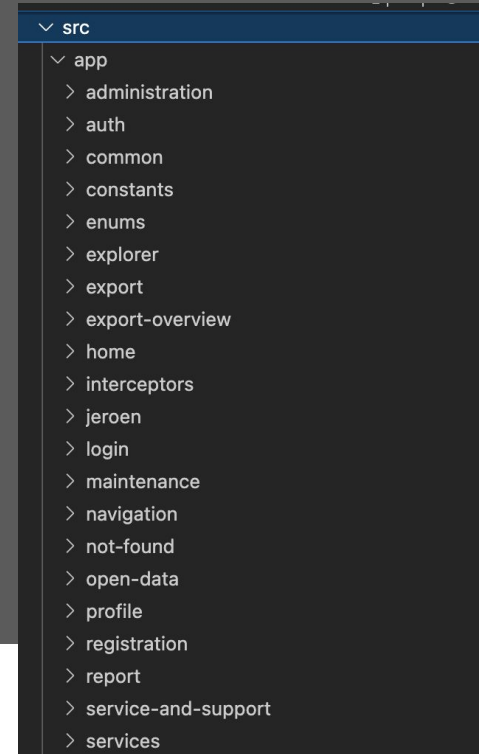 src
app
administration
auth
common
constants
enums
explorer
export
export-overview
home
interceptors
jeroen
login
maintenance
navigation
not-found
open-data
profile
registration
report
service-and-support
services